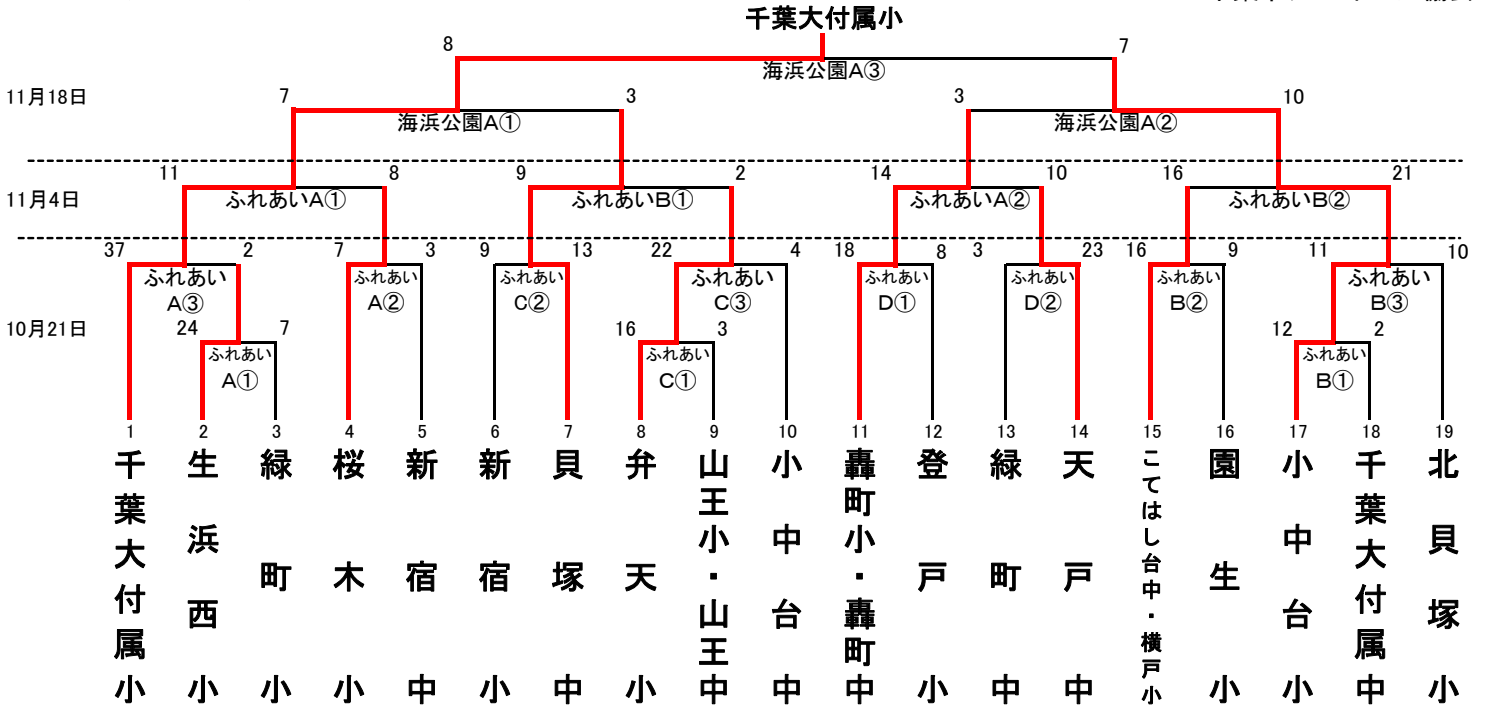 千葉大付属小
8 7
海浜公園A③
11月18日 7 3 3 10
海浜公園A① 海浜公園A②
11 8 9 2 14 10 16 21
11月4日 ふれあいA① ふれあいB① ふれあいA② ふれあいB②
37 2 7 3 9 13 22 4 18 8 3 23 16 9 11 10
ふれあい ふれあい ふれあい ふれあい ふれあい ふれあい ふれあい ふれあい
A③ A② C② C③ D① D② B② B③
10月21日 24 7 16 3 12 2
ふれあい ふれあい ふれあい
A① C① B①
1 2 3 4 5 6 7 8 9 10 11 12 13 14 15 16 17 18 19
千葉大付属小
生浜西小
緑町小
桜木小
新宿中
新宿小
貝塚中
弁天小
山王小・山王中
小中台中
轟町小・轟町中
登戸小
緑町中
天戸中
こてはし台中・横戸小
園生小
小中台小
千葉大付属中
北貝塚小